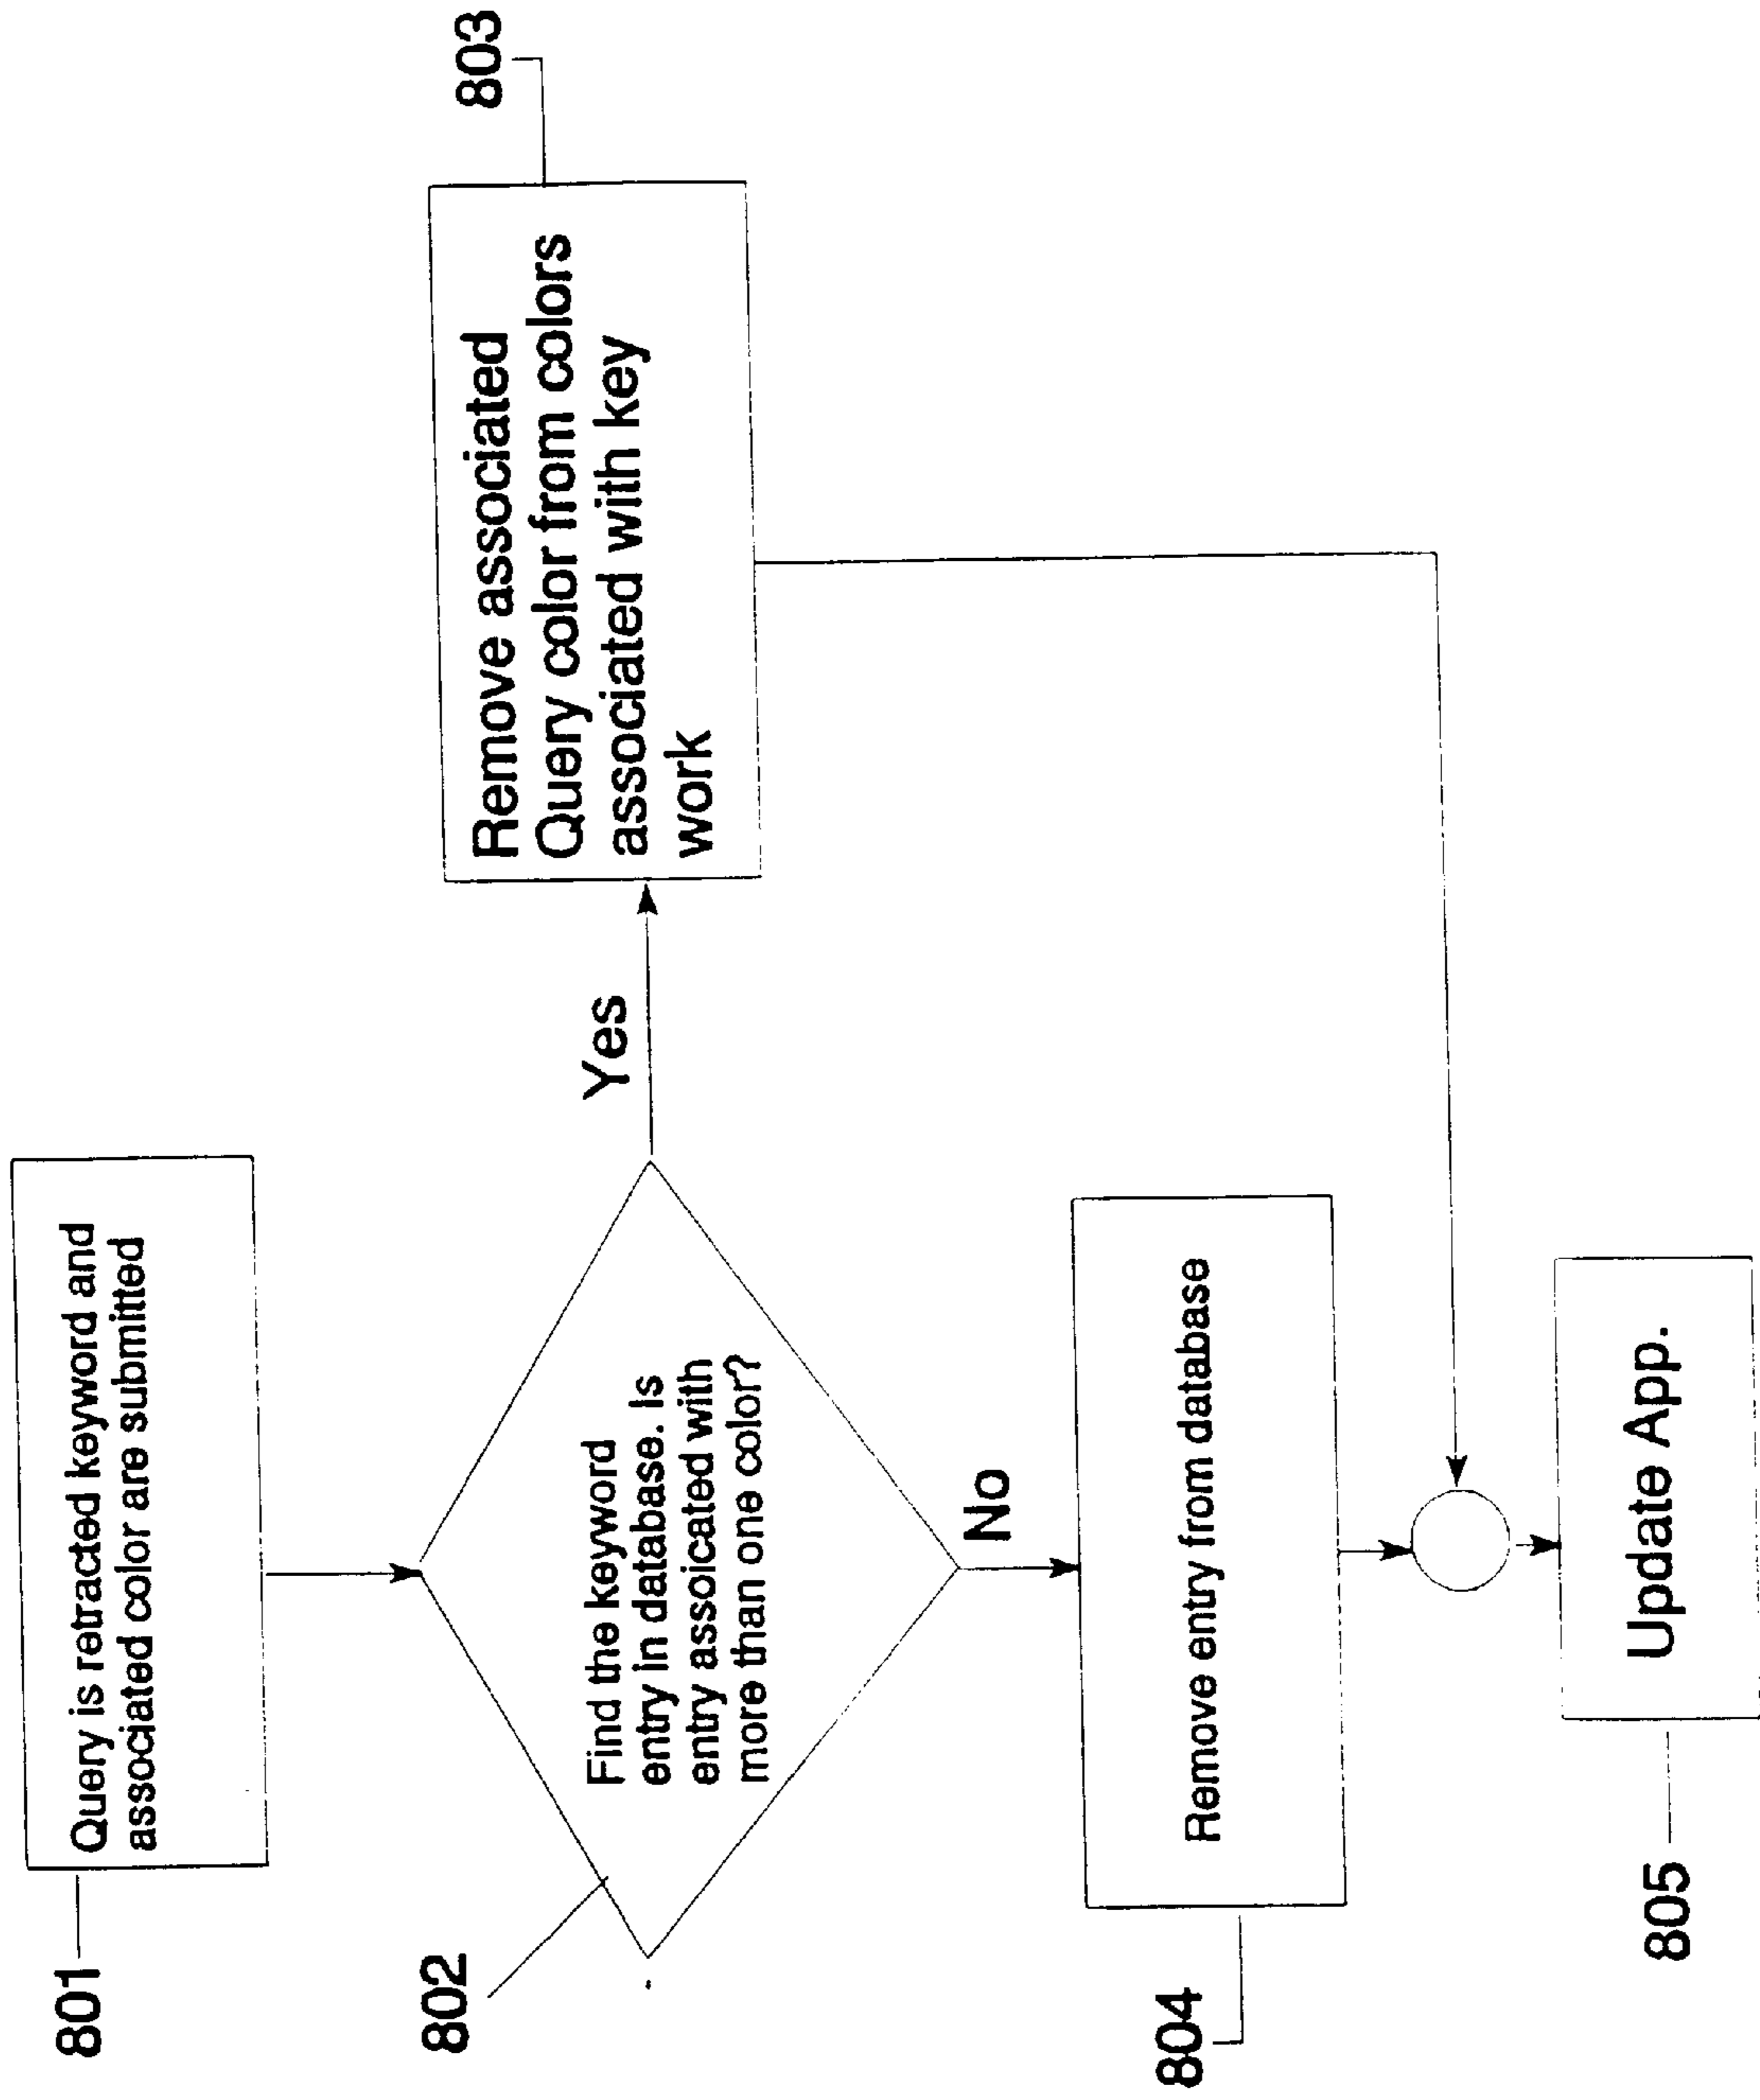 801
Query is retracted keyword and
associated color are submitted
802
Find the keyword
entry in database. Is
entry assoicated with
more than one color?
Yes
803
Remove associated
Query color from colors
associated with key
work
No
804
Remove entry from database
805
Update App.